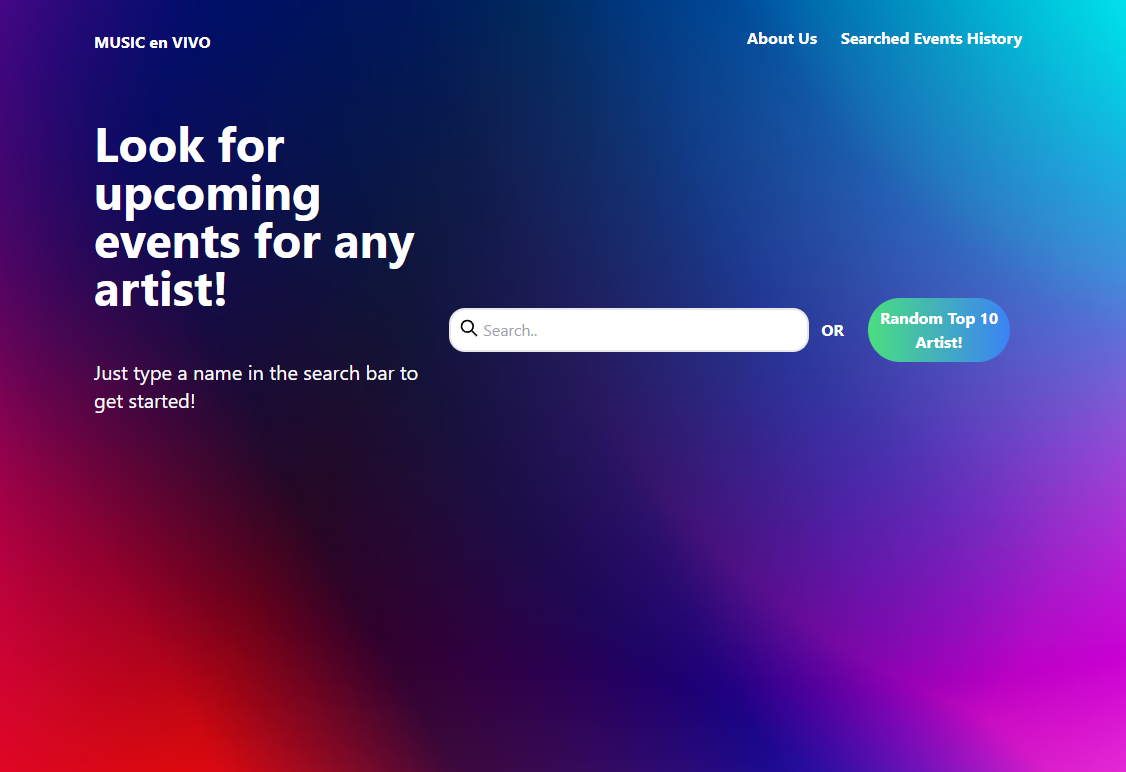 MUSIC en VIVO
About Us
Searched Events History
Look for
upcoming
events for any
artist!
Just type a name in the search bar to
get started!
Search..
OR
Random Top 10
Artist!